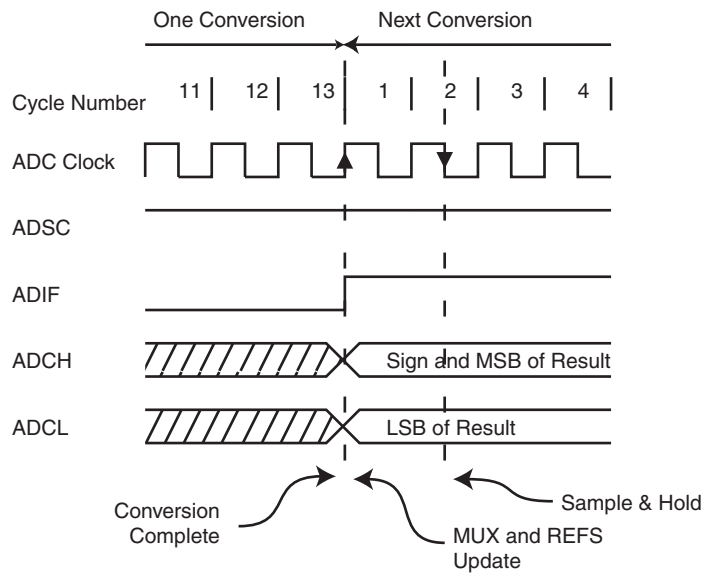 One Conversion Next Conversion
Cycle Number 11 12 13 1 2 3 4
ADC Clock
ADSC
ADIF
ADCH Sign and MSB of Result
ADCL LSB of Result
Conversion
Complete
MUX and REFS
Update
Sample & Hold